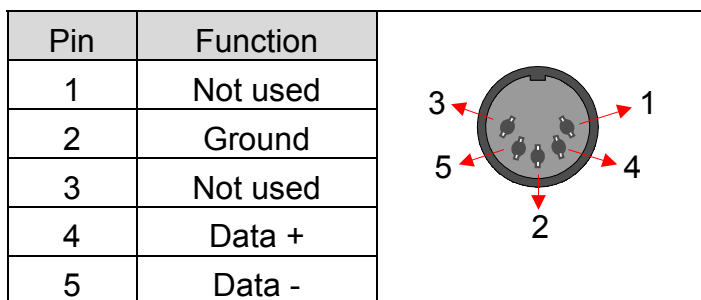 Pin Function
1 Not used
2 Ground
3 Not used
4 Data +
5 Data -
3 1
5 4
2